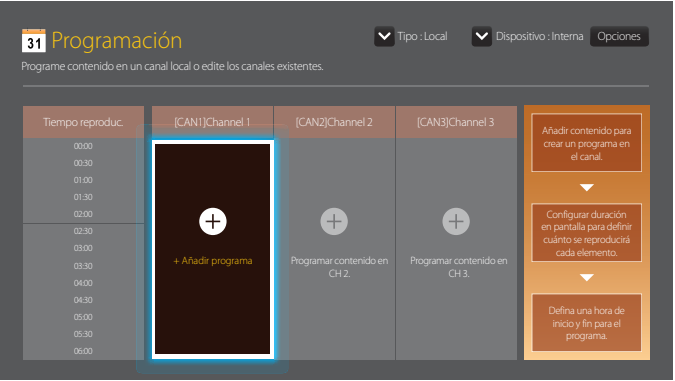 31 Programación
Tipo : Local
Dispositivo : Interna
Opciones
Programe contenido en un canal local o edite los canales existentes.
Tiempo reproduc.
[CAN1]Channel 1
[CAN2]Channel 2
[CAN3]Channel 3
00:00
00:30
01:00
01:30
02:00
02:30
03:00
03:30
04:00
04:30
05:00
05:30
06:00
+ Añadir programa
Programar contenido en
CH 2.
Programar contenido en
CH 3.
Añadir contenido para
crear un programa en
el canal.
Configurar duración
en pantalla para definir
cuánto se reproducirá
cada elemento.
Defina una hora de
inicio y fin para el
programa.